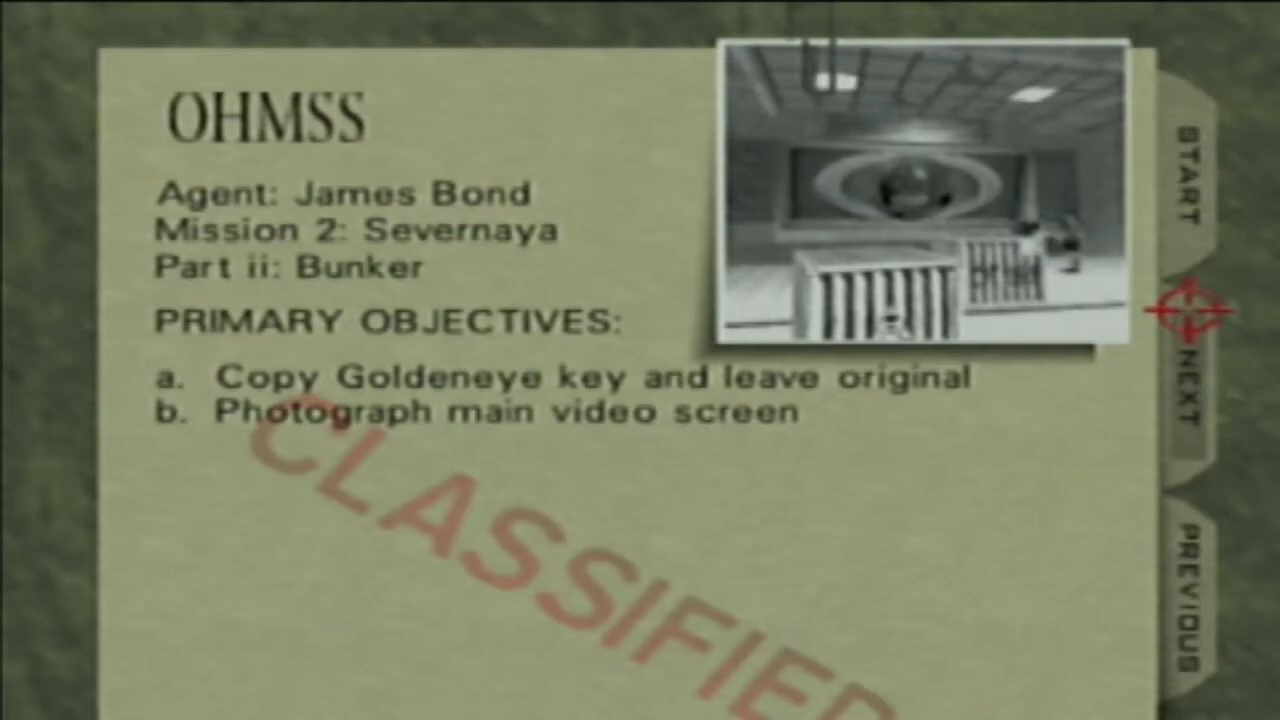 OHMSS
Agent: James Bond
Mission 2: Severnaya
Part ii: Bunker
PRIMARY OBJECTIVES:
a. Copy Goldeneye key and leave original
b. Photograph main video screen
CLASSIFIED
START
NEXT
PREVIOUS